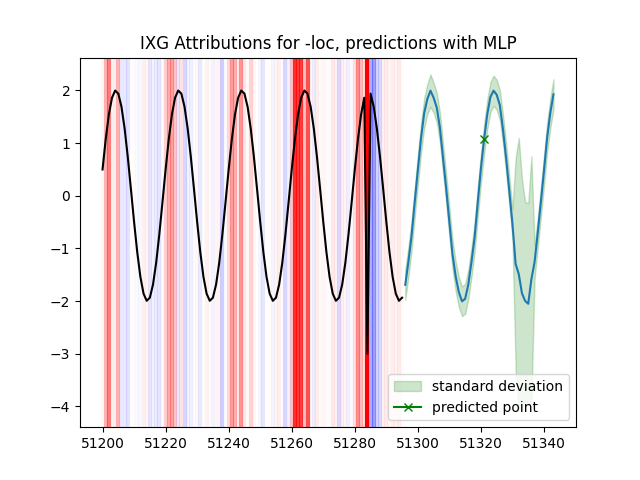 IXG Attributions for -loc, predictions with MLP
2
1
0
−1
−2
−3
−4
standard deviation
predicted point
51200 51220 51240 51260 51280 51300 51320 51340